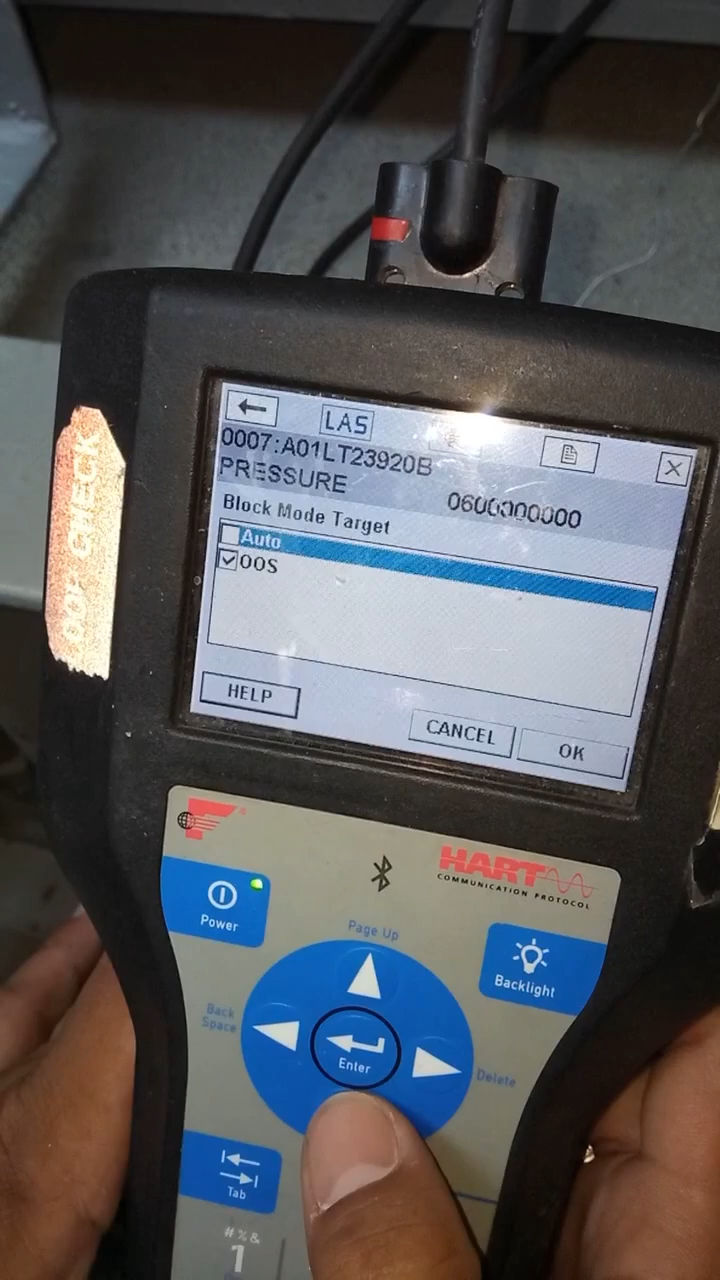 LAS
0007:A01LT23920B
PRESSURE
0600000000
Block Mode Target
Auto
OOS
HELP
CANCEL
OK
CHECK
HART
COMMUNICATION PROTOCOL
Power
Page Up
Backlight
Back
Space
Enter
Delete
Tab
# % &
1